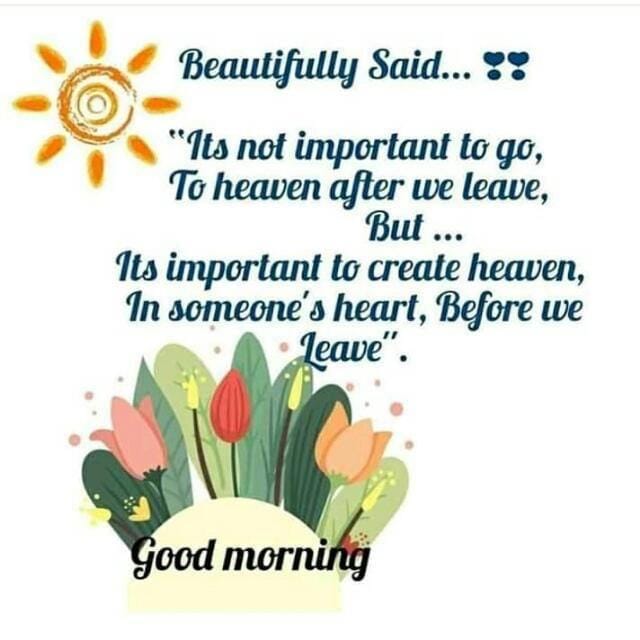 Beautifully Said... ❣❣
"Its not important to go,
To heaven after we leave,
But ...
Its important to create heaven,
In someone's heart, Before we
Leave".
Good morning